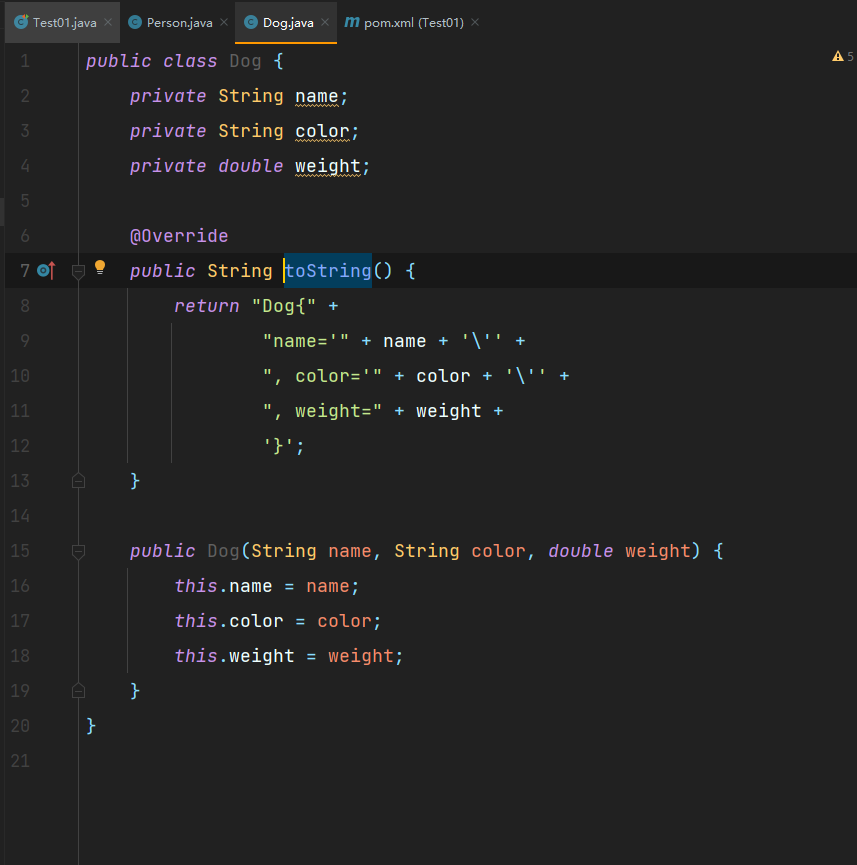 Test01.java Person.java Dog.java m pom.xml (Test01)
5
1 public class Dog {
2     private String name;
3     private String color;
4     private double weight;
5
6     @Override
7     public String toString() {
8         return "Dog{" +
9                 "name='" + name + '\'' +
10                 ", color='" + color + '\'' +
11                 ", weight=" + weight +
12                 '}';
13     }
14
15     public Dog(String name, String color, double weight) {
16         this.name = name;
17         this.color = color;
18         this.weight = weight;
19     }
20 }
21